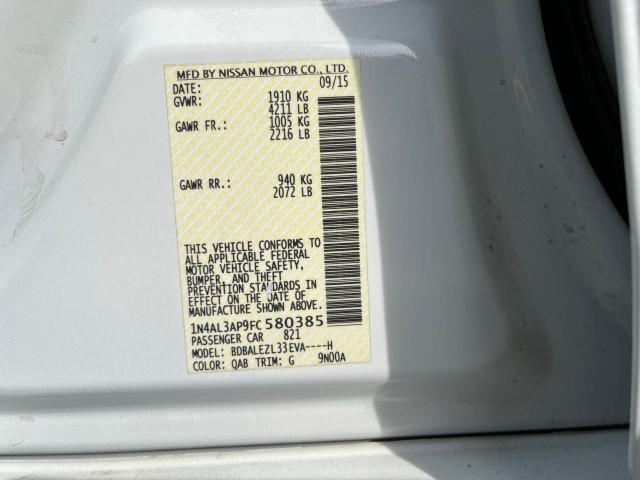 MFD BY NISSAN MOTOR CO., LTD.
DATE: 09/15
GVWR: 1910 KG
4211 LB
GAWR FR.: 1005 KG
2216 LB
GAWR RR.: 940 KG
2072 LB
THIS VEHICLE CONFORMS TO
ALL APPLICABLE FEDERAL
MOTOR VEHICLE SAFETY,
BUMPER, AND THEFT
PREVENTION STANDARDS IN
EFFECT ON THE DATE OF
MANUFACTURE SHOWN ABOVE.
1N4AL3AP9FC580385
PASSENGER CAR 821
MODEL: BDBALEZL33EVA----H
COLOR: QAB TRIM: G 9N00A